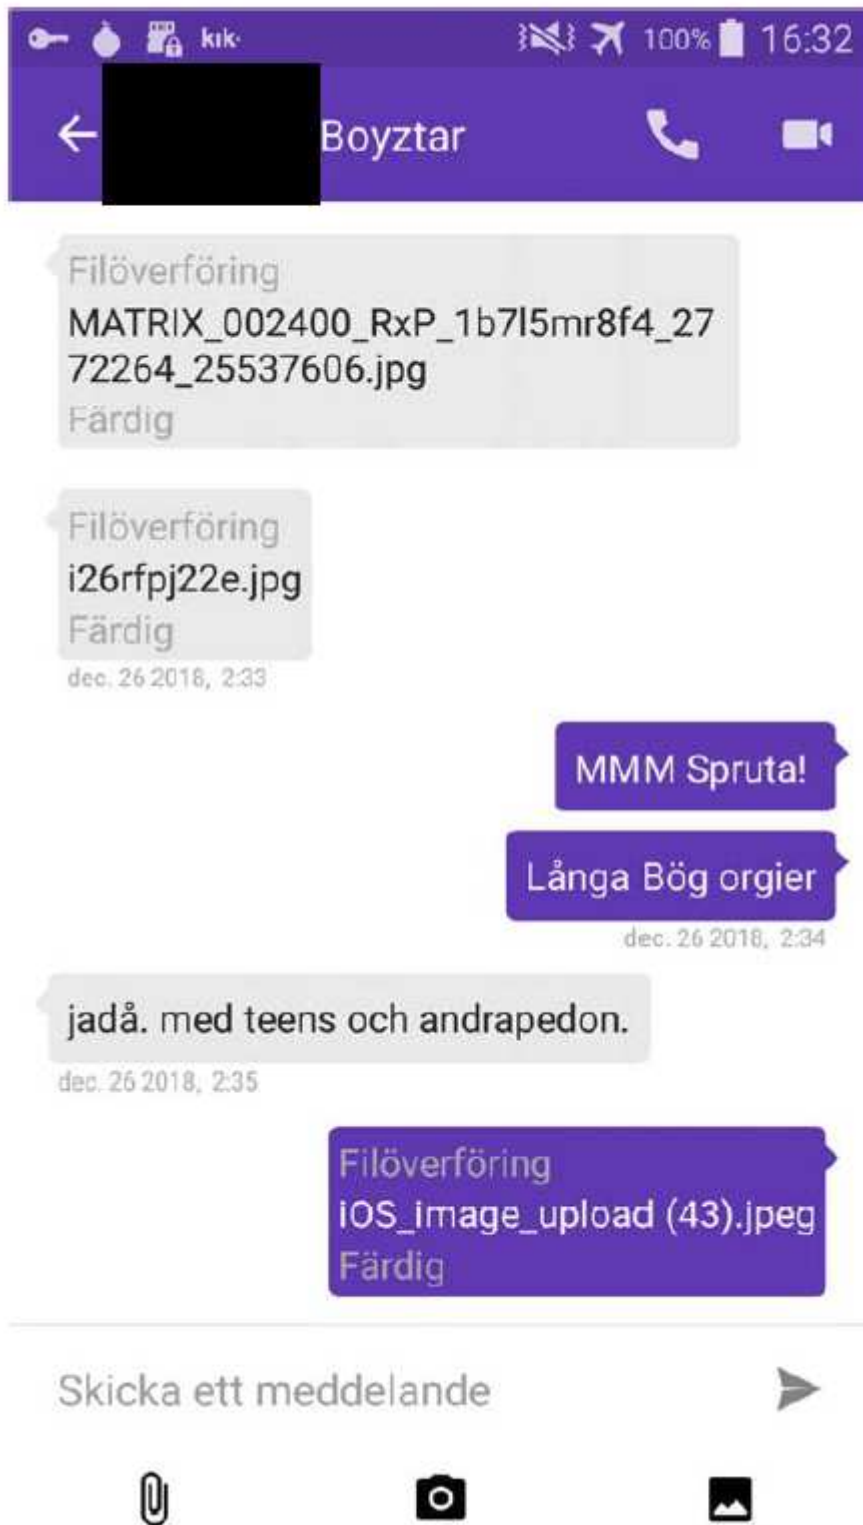 kik·
100% 16:32
Boyztar
Filöverföring
MATRIX_002400_RxP_1b7l5mr8f4_27
72264_25537606.jpg
Färdig
Filöverföring
i26rfpj22e.jpg
Färdig
dec. 26 2018, 2:33
MMM Spruta!
Långa Bög orgier
dec. 26 2018, 2:34
jadå. med teens och andrapedon.
dec. 26 2018, 2:35
Filöverföring
iOS_image_upload (43).jpeg
Färdig
Skicka ett meddelande